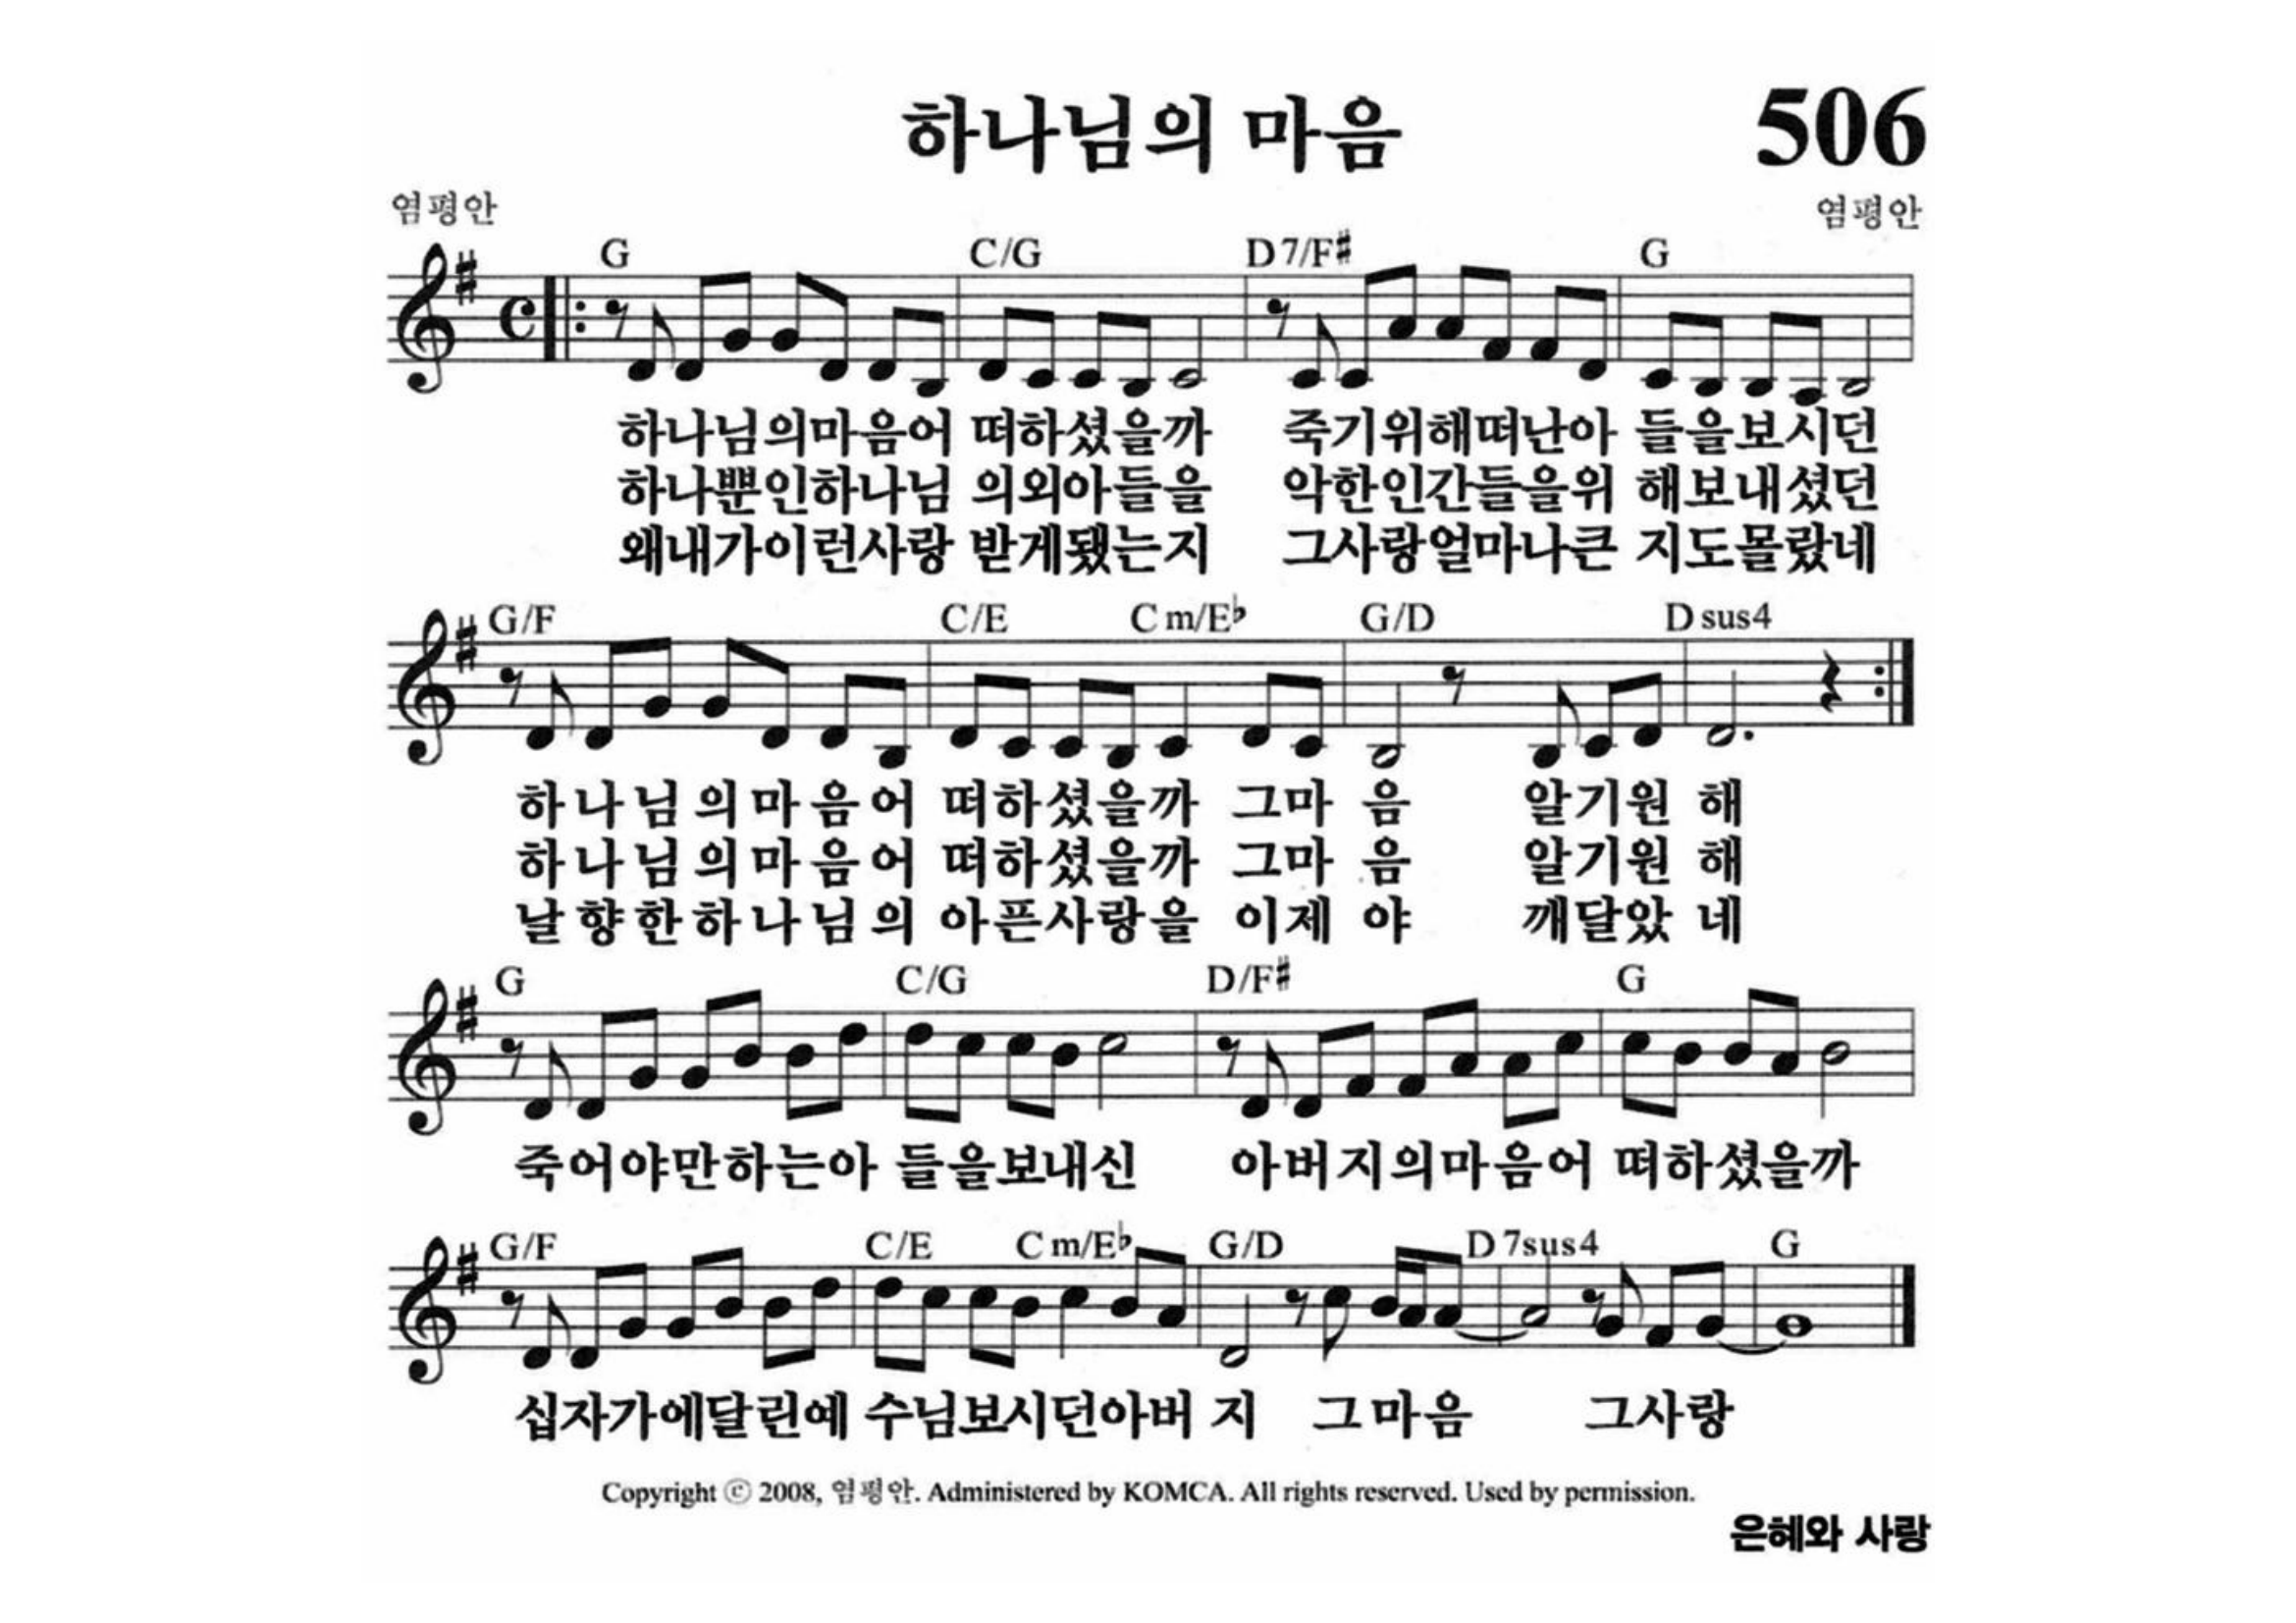 하나님의 마음
506
염평안
염평안
G C/G D7/F♯ G
하나님의마음어 떠하셨을까 죽기위해떠난아 들을보시던
하나뿐인하나님 의외아들을 악한인간들을위 해보내셨던
왜내가이런사랑 받게됐는지 그사랑얼마나큰 지도몰랐네
G/F C/E Cm/E♭ G/D Dsus4
하나님의마음어 떠하셨을까 그마 음 알기원 해
하나님의마음어 떠하셨을까 그마 음 알기원 해
날향한하나님의 아픈사랑을 이제 야 깨달았 네
G C/G D/F♯ G
죽어야만하는아 들을보내신 아버지의마음어 떠하셨을까
G/F C/E Cm/E♭ G/D D7sus4 G
십자가에달린예 수님보시던아버 지 그마음 그사랑
Copyright ⓒ 2008, 염평안. Administered by KOMCA. All rights reserved. Used by permission.
은혜와 사랑